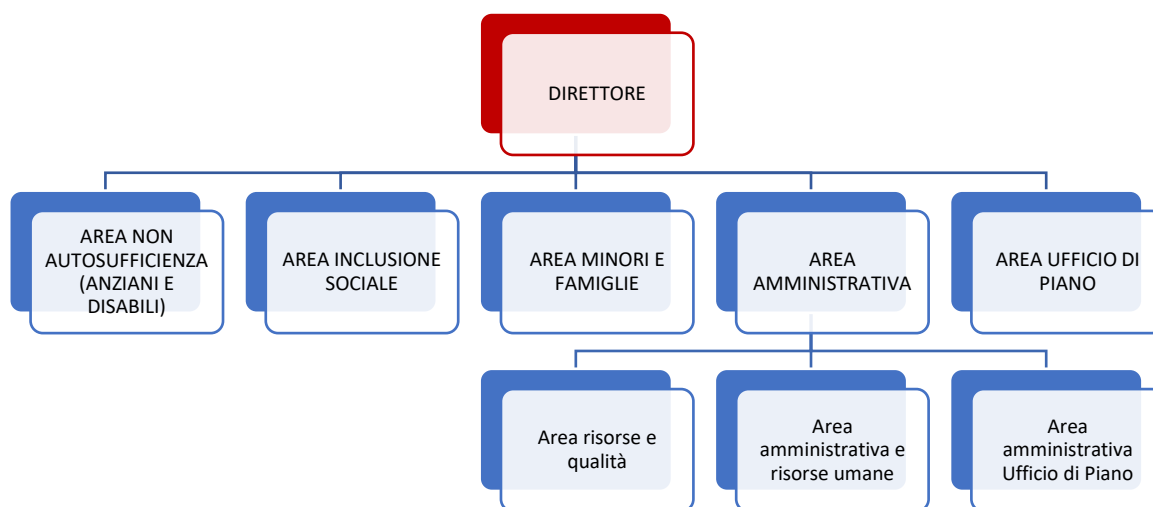 DIRETTORE
AREA NON
AUTOSUFFICIENZA
(ANZIANI E
DISABILI)
AREA INCLUSIONE
SOCIALE
AREA MINORI E
FAMIGLIE
AREA
AMMINISTRATIVA
AREA UFFICIO DI
PIANO
Area risorse e
qualità
Area
amministrativa e
risorse umane
Area
amministrativa
Ufficio di Piano